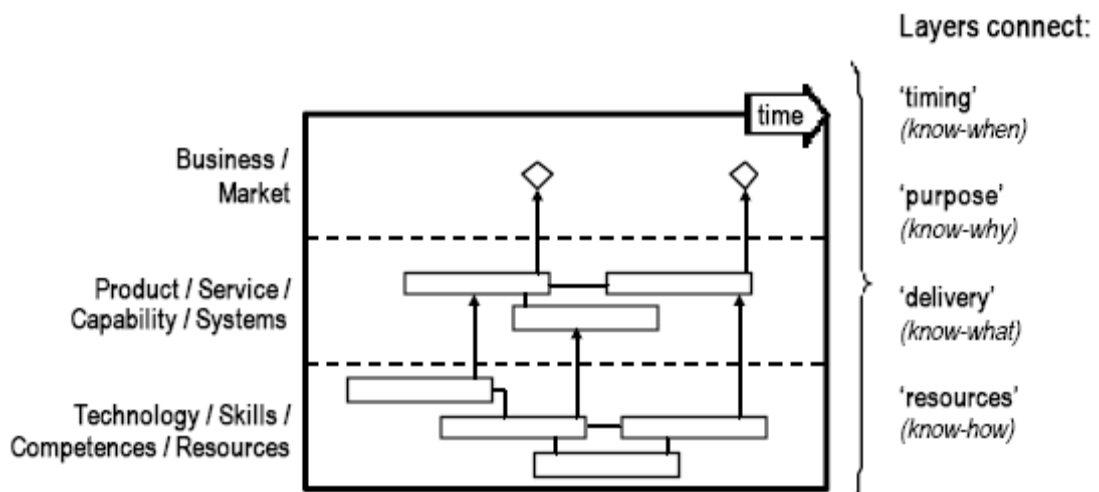 Layers connect:
time
'timing'
(know-when)
Business /
Market
'purpose'
(know-why)
Product / Service /
Capability / Systems
'delivery'
(know-what)
Technology / Skills /
Competences / Resources
'resources'
(know-how)